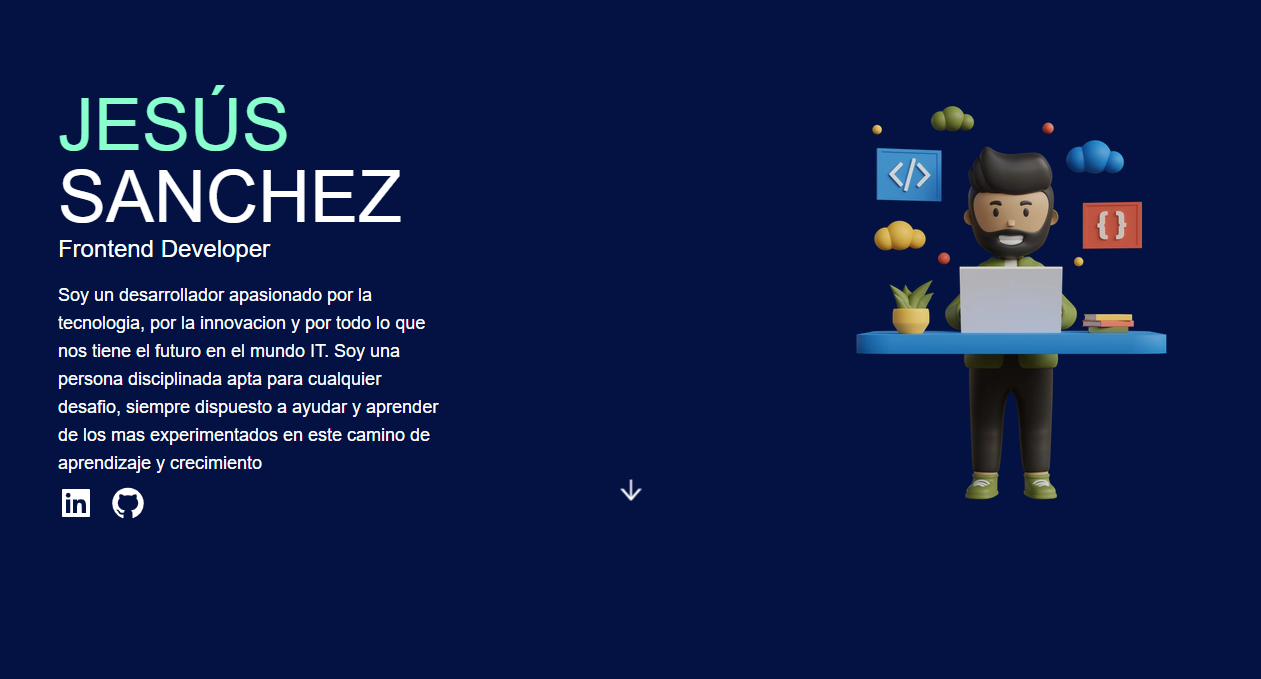 JESÚS
SANCHEZ
Frontend Developer
Soy un desarrollador apasionado por la
tecnologia, por la innovacion y por todo lo que
nos tiene el futuro en el mundo IT. Soy una
persona disciplinada apta para cualquier
desafio, siempre dispuesto a ayudar y aprender
de los mas experimentados en este camino de
aprendizaje y crecimiento
in
</>
{}